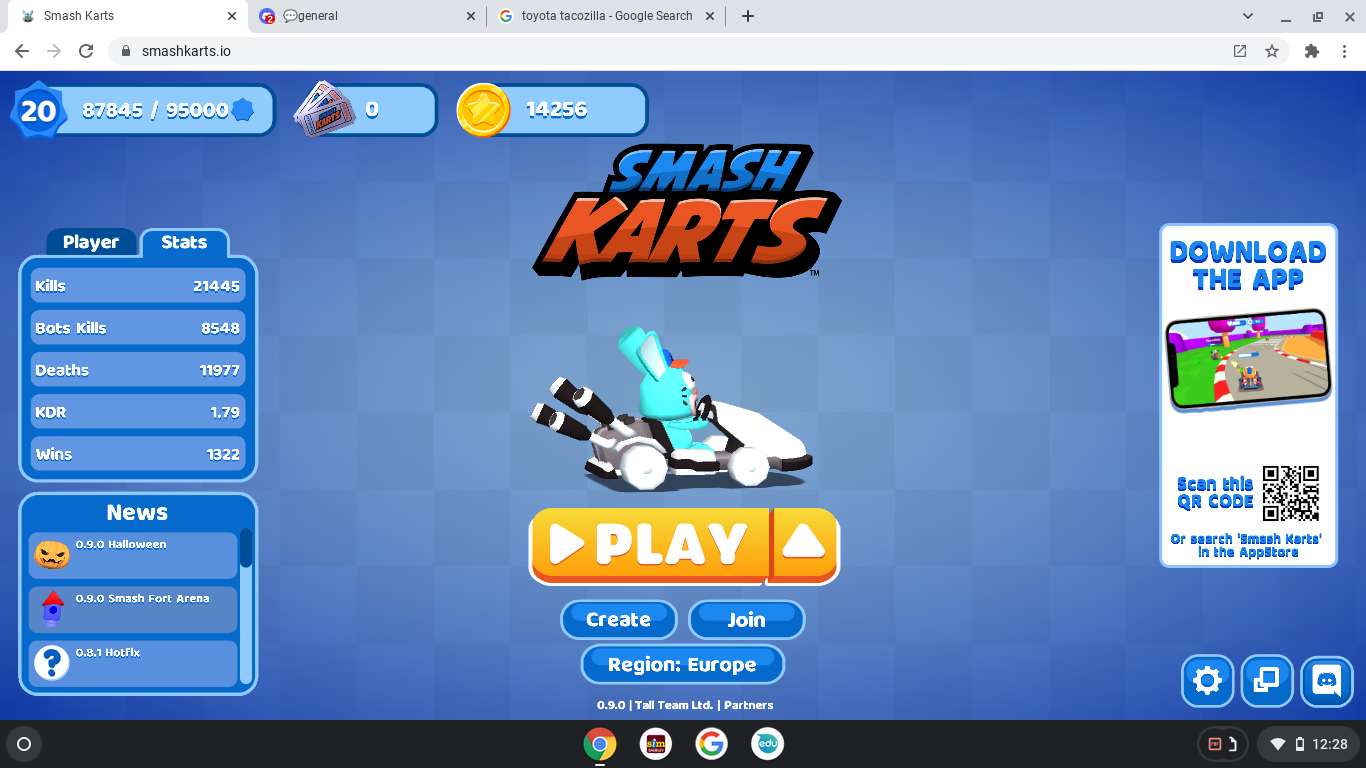 Smash Karts
💬general
toyota tacozilla - Google Search
smashkarts.io
20
87845 / 95000
0
14256
SMASH
KARTS
TM
Player
Stats
Kills 21445
Bots Kills 8548
Deaths 11977
KDR 1.79
Wins 1322
News
0.9.0 Halloween
0.9.0 Smash Fort Arena
0.8.1 Hotfix
DOWNLOAD
THE APP
Scan this
QR CODE
Or search 'Smash Karts'
in the AppStore
PLAY
Create
Join
Region: Europe
0.9.0 | Tall Team Ltd. | Partners
sim
edu
12:28